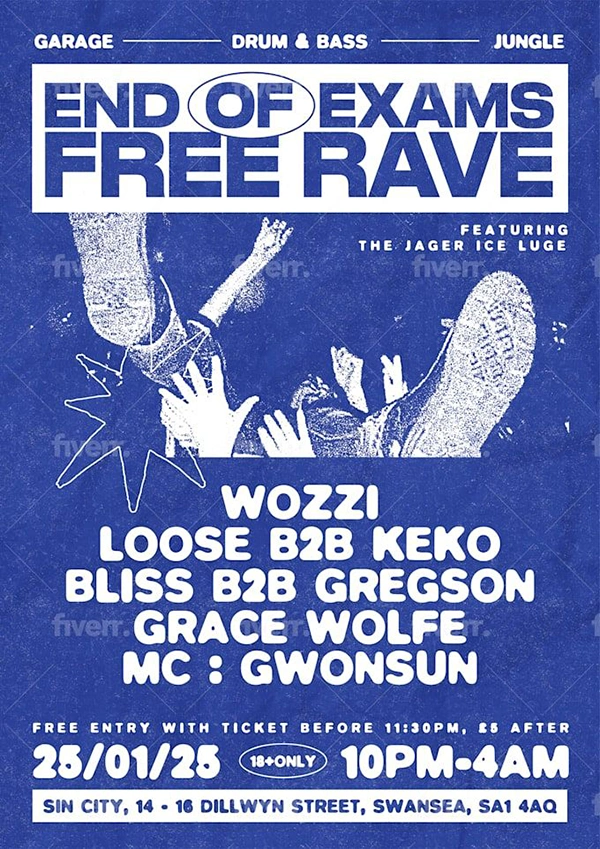 GARAGE DRUM & BASS JUNGLE
END OF EXAMS
FREE RAVE
FEATURING
THE JAGER ICE LUGE
fiverr.
WOZZI
LOOSE B2B KEKO
BLISS B2B GREGSON
GRACE WOLFE
MC : GWONSUN
FREE ENTRY WITH TICKET BEFORE 11:30PM, £5 AFTER
25/01/25 18+ONLY 10PM-4AM
SIN CITY, 14 - 16 DILLWYN STREET, SWANSEA, SA1 4AQ